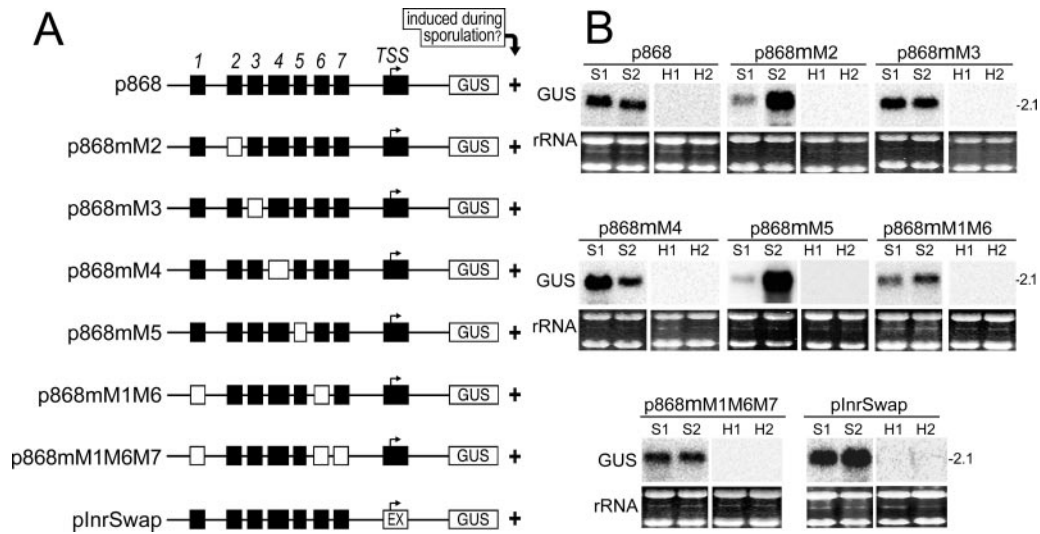 A
induced during
sporulation?
1 2 3 4 5 6 7 TSS
p868 GUS +
p868mM2 GUS +
p868mM3 GUS +
p868mM4 GUS +
p868mM5 GUS +
p868mM1M6 GUS +
p868mM1M6M7 GUS +
pInrSwap EX GUS +
B
p868 p868mM2 p868mM3
S1 S2 H1 H2 S1 S2 H1 H2 S1 S2 H1 H2
GUS -2.1
rRNA
p868mM4 p868mM5 p868mM1M6
S1 S2 H1 H2 S1 S2 H1 H2 S1 S2 H1 H2
GUS -2.1
rRNA
p868mM1M6M7 pInrSwap
S1 S2 H1 H2 S1 S2 H1 H2
GUS -2.1
rRNA